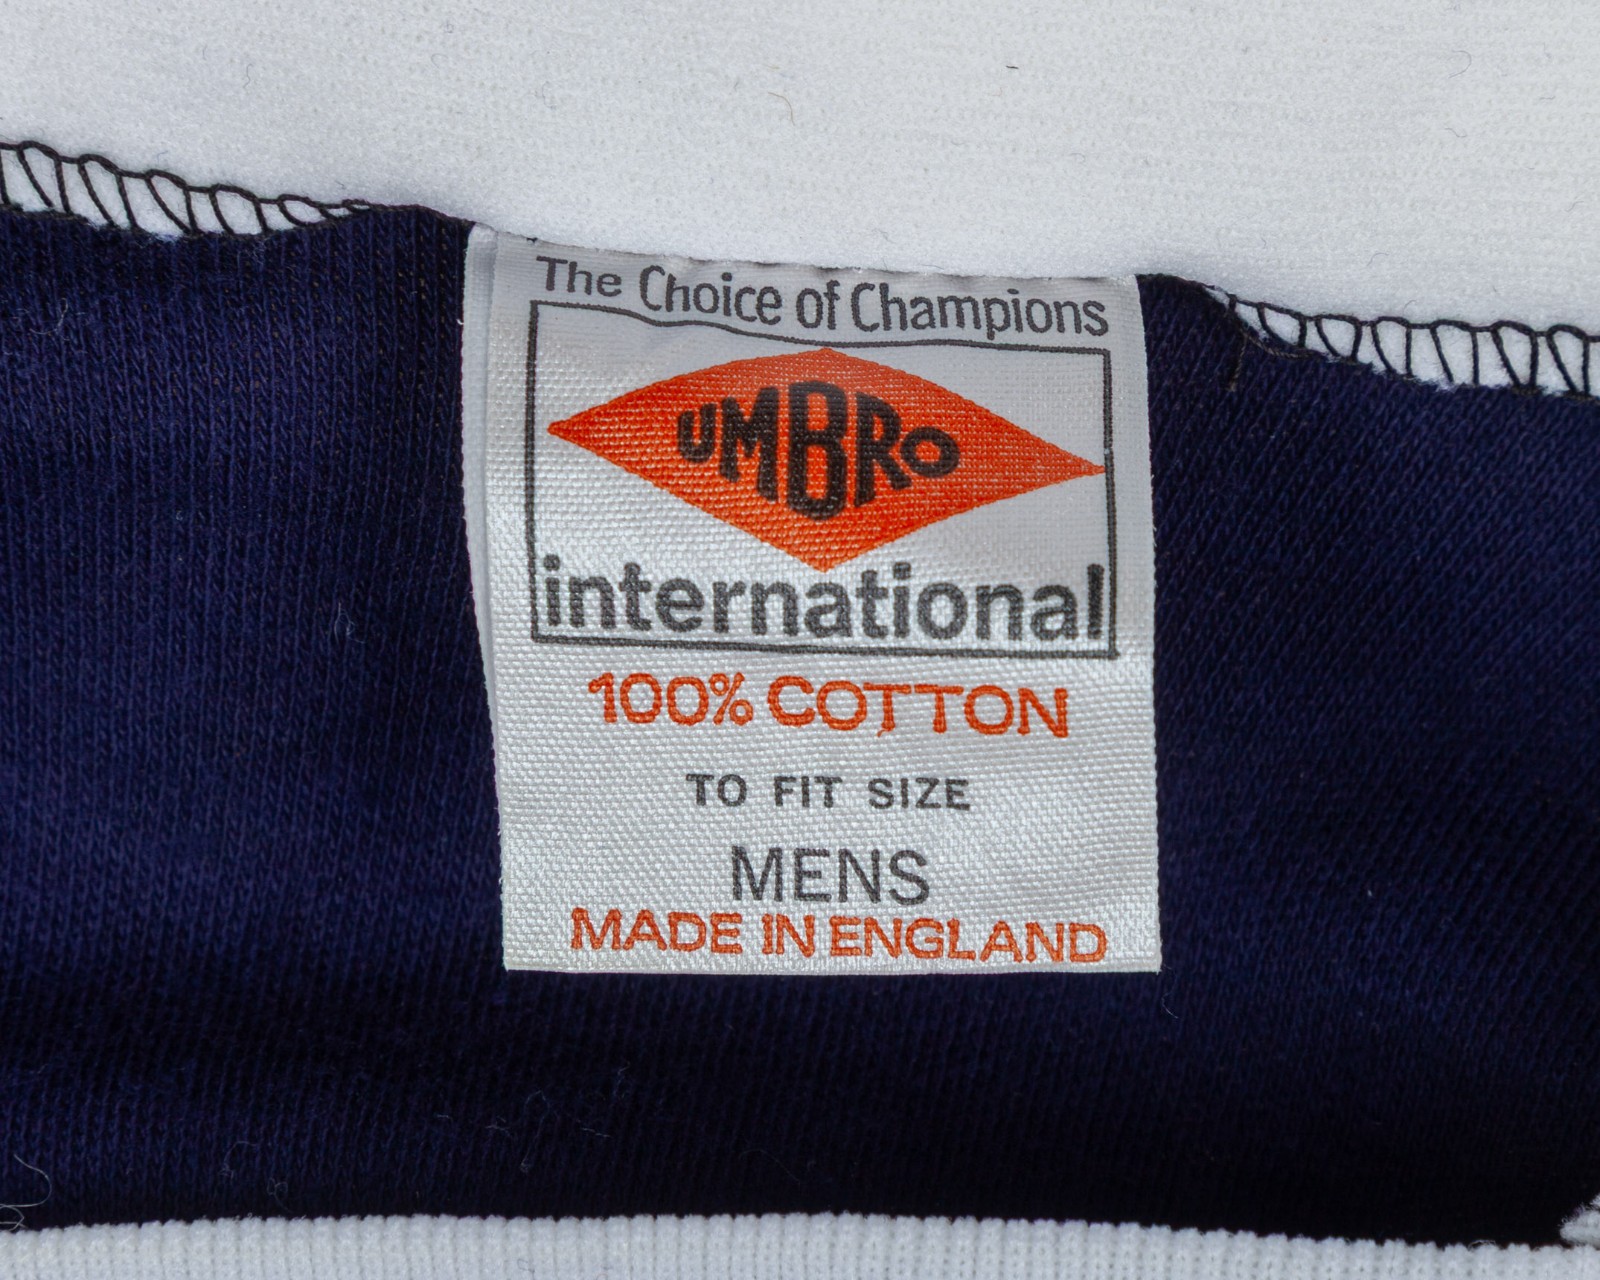 The Choice of Champions
UMBRO
international
100% COTTON
TO FIT SIZE
MENS
MADE IN ENGLAND